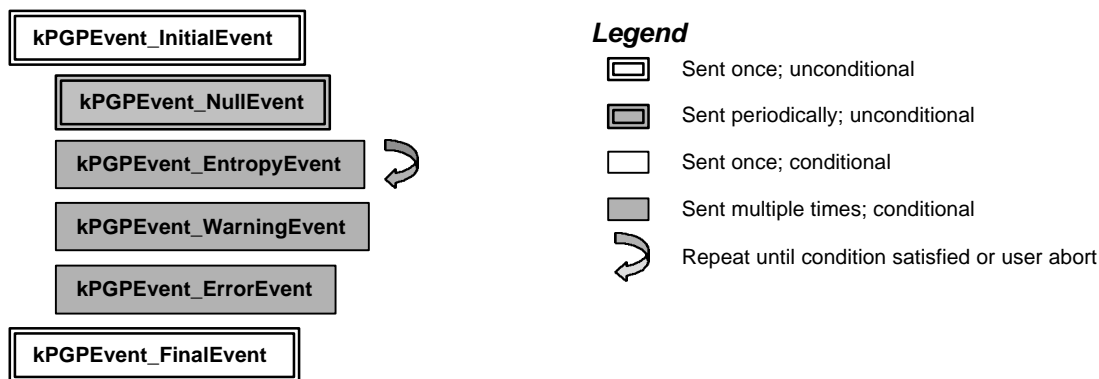 kPGPEvent_InitialEvent
kPGPEvent_NullEvent
kPGPEvent_EntropyEvent
kPGPEvent_WarningEvent
kPGPEvent_ErrorEvent
kPGPEvent_FinalEvent
Legend
Sent once; unconditional
Sent periodically; unconditional
Sent once; conditional
Sent multiple times; conditional
Repeat until condition satisfied or user abort